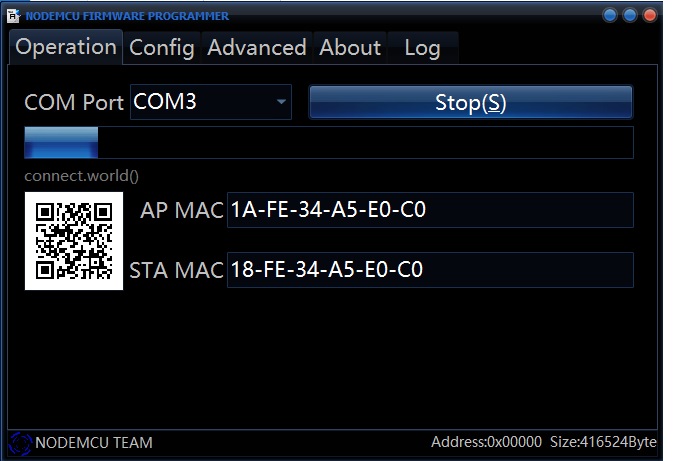 NODEMCU FIRMWARE PROGRAMMER
Operation Config Advanced About Log
COM Port COM3 Stop(S)
connect.world()
AP MAC 1A-FE-34-A5-E0-C0
STA MAC 18-FE-34-A5-E0-C0
NODEMCU TEAM Address:0x00000 Size:416524Byte